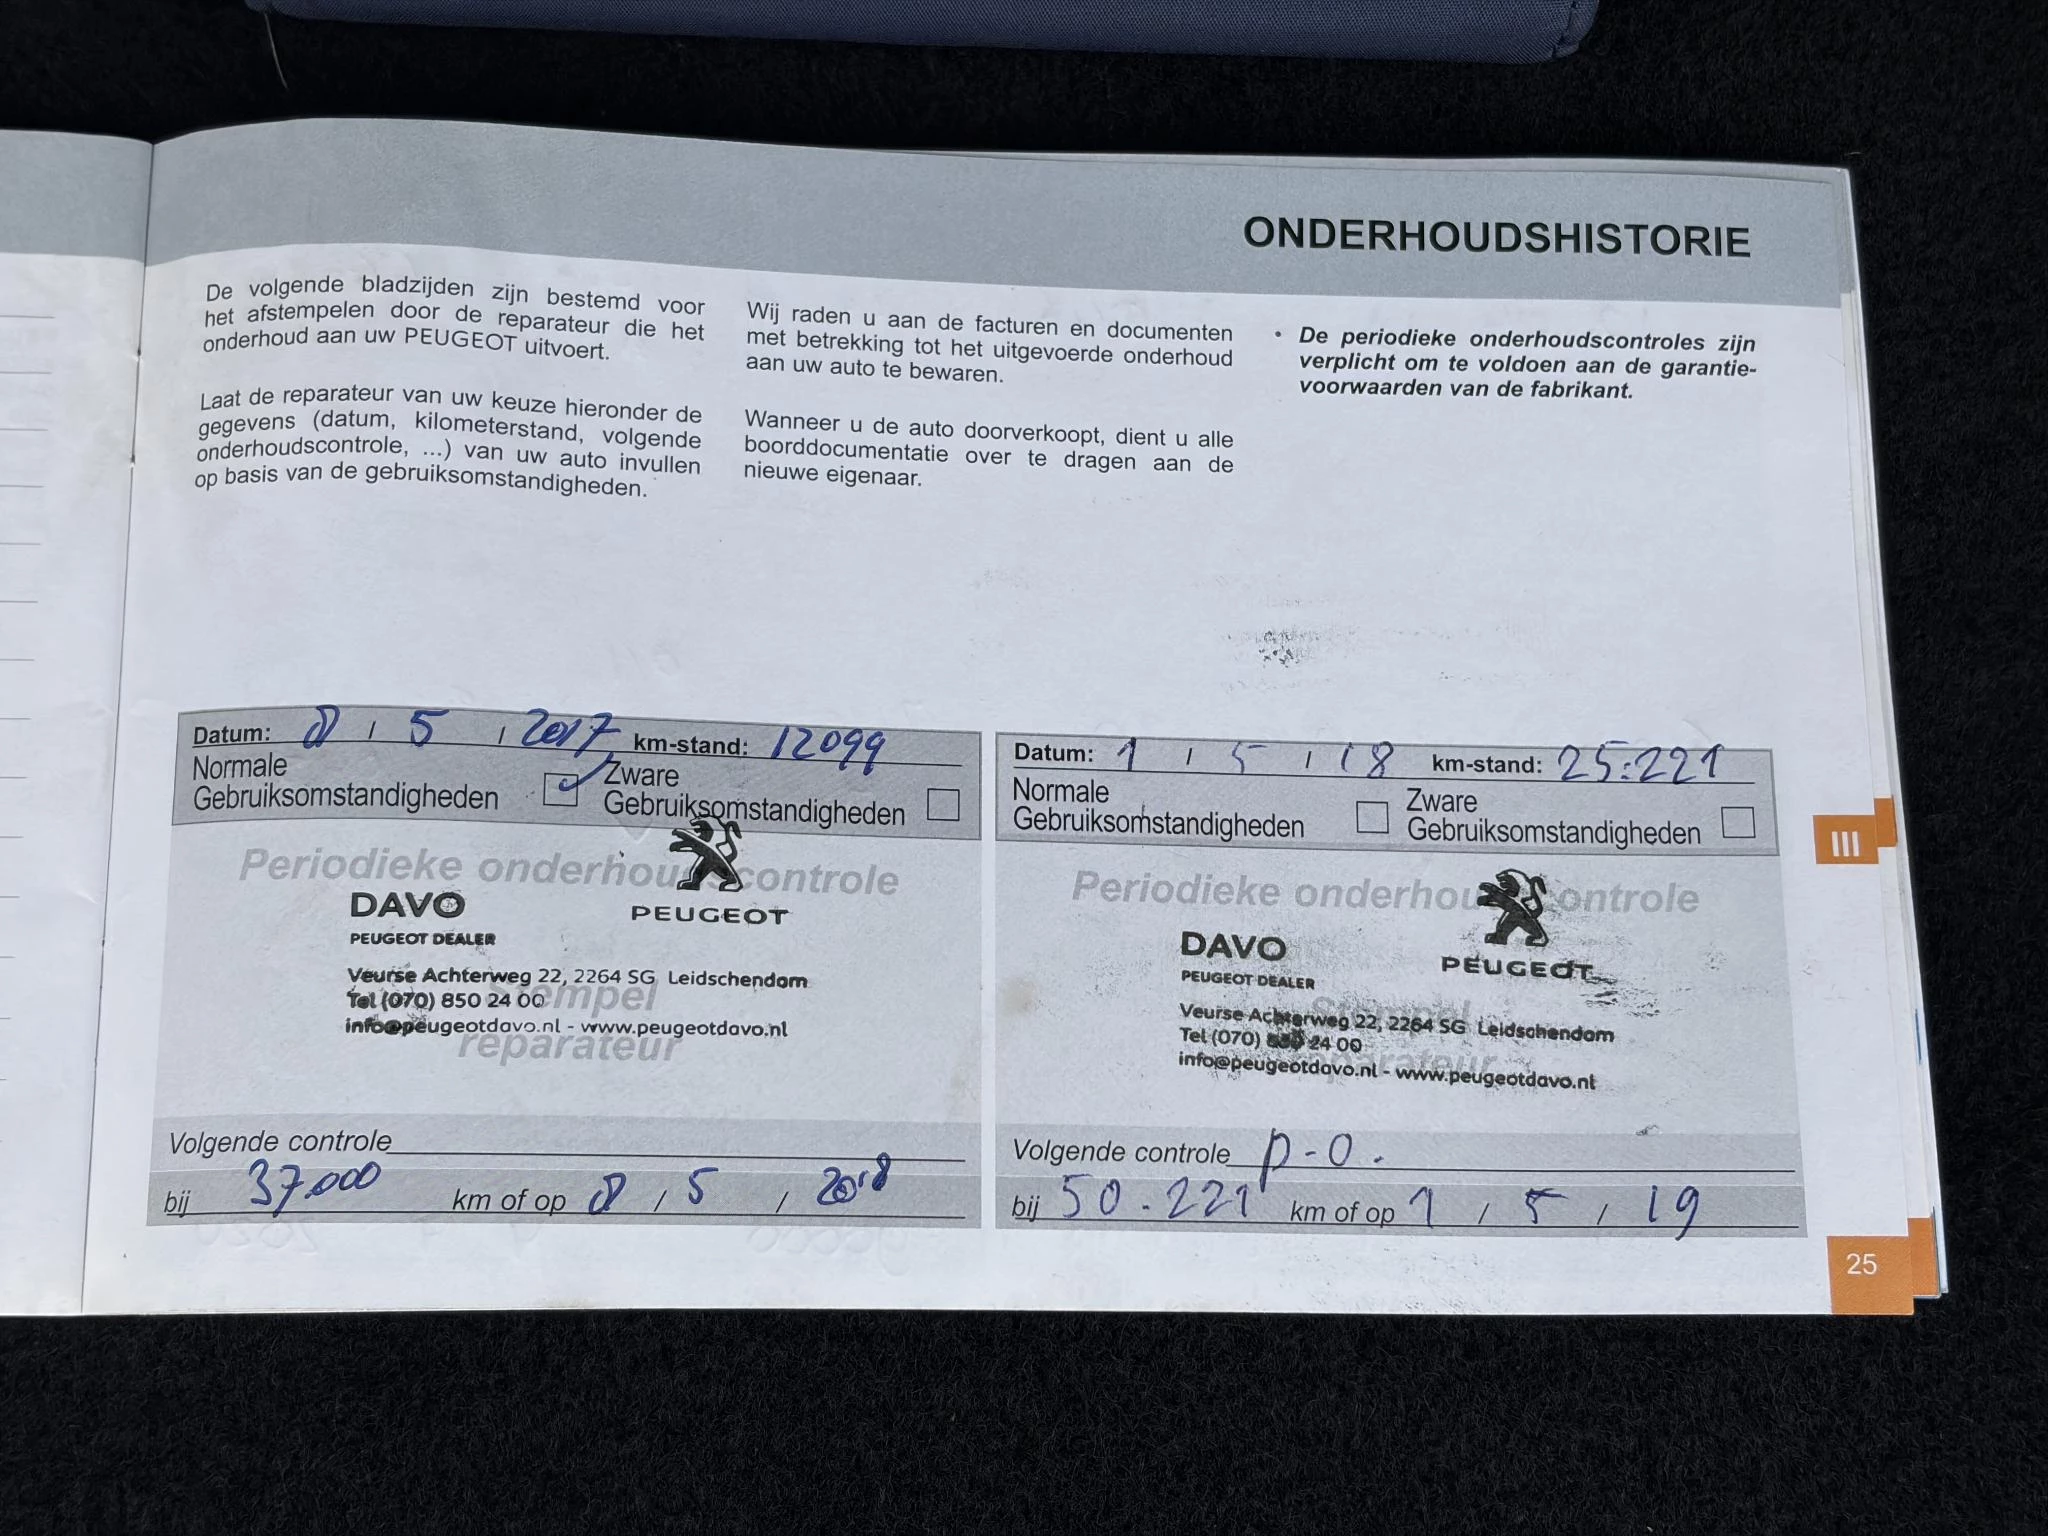 ONDERHOUDSHISTORIE
De volgende bladzijden zijn bestemd voor
het afstempelen door de reparateur die het
onderhoud aan uw PEUGEOT uitvoert.
Laat de reparateur van uw keuze hieronder de
gegevens (datum, kilometerstand, volgende
onderhoudscontrole, ...) van uw auto invullen
op basis van de gebruiksomstandigheden.
Wij raden u aan de facturen en documenten
met betrekking tot het uitgevoerde onderhoud
aan uw auto te bewaren.
Wanneer u de auto doorverkoopt, dient u alle
boorddocumentatie over te dragen aan de
nieuwe eigenaar.
• De periodieke onderhoudscontroles zijn
verplicht om te voldoen aan de garantie-
voorwaarden van de fabrikant.
Datum: 8 / 5 / 2017 km-stand: 12099
Normale
Gebruiksomstandigheden
Zware
Gebruiksomstandigheden
Periodieke onderhoudscontrole
DAVO
PEUGEOT DEALER
PEUGEOT
Veurse Achterweg 22, 2264 SG Leidschendam
Tel (070) 850 24 00
info@peugeotdavo.nl - www.peugeotdavo.nl
Stempel
reparateur
Volgende controle
bij 37.000 km of op 8 / 5 / 2018
Datum: 1 / 5 / 18 km-stand: 25.221
Normale
Gebruiksomstandigheden
Zware
Gebruiksomstandigheden
Periodieke onderhoudscontrole
DAVO
PEUGEOT DEALER
PEUGEOT
Veurse Achterweg 22, 2264 SG Leidschendam
Tel (070) 850 24 00
info@peugeotdavo.nl - www.peugeotdavo.nl
Stempel
reparateur
Volgende controle p-o.
bij 50.221 km of op 1 / 5 / 19
III
25